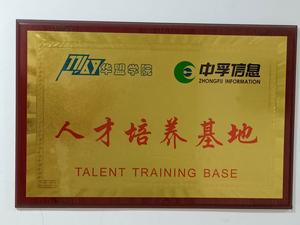 华盟学院
中孚信息
ZHONGFU INFORMATION
人才培养基地
TALENT TRAINING BASE